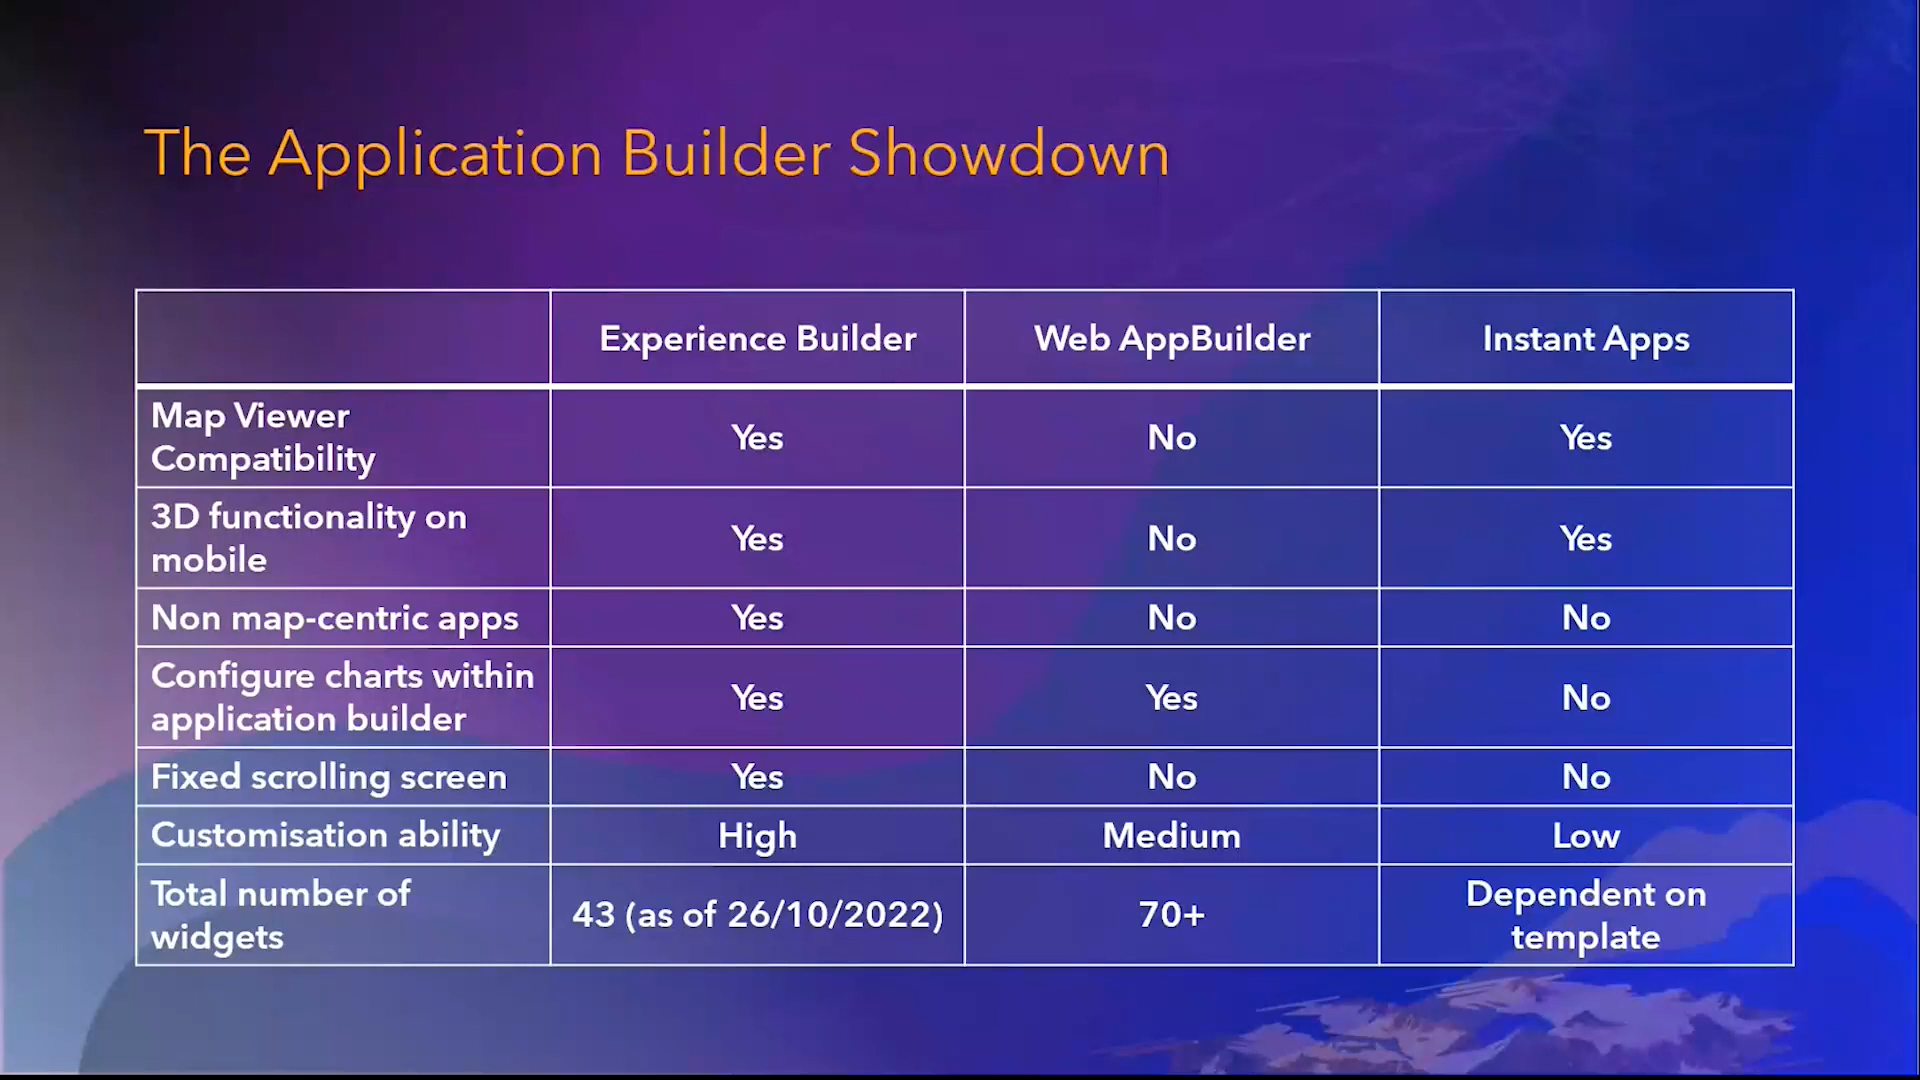 The Application Builder Showdown
Experience Builder Web AppBuilder Instant Apps
Map Viewer
Compatibility
Yes No Yes
3D functionality on
mobile
Yes No Yes
Non map-centric apps Yes No No
Configure charts within
application builder
Yes Yes No
Fixed scrolling screen Yes No No
Customisation ability High Medium Low
Total number of
widgets
43 (as of 26/10/2022) 70+
Dependent on
template